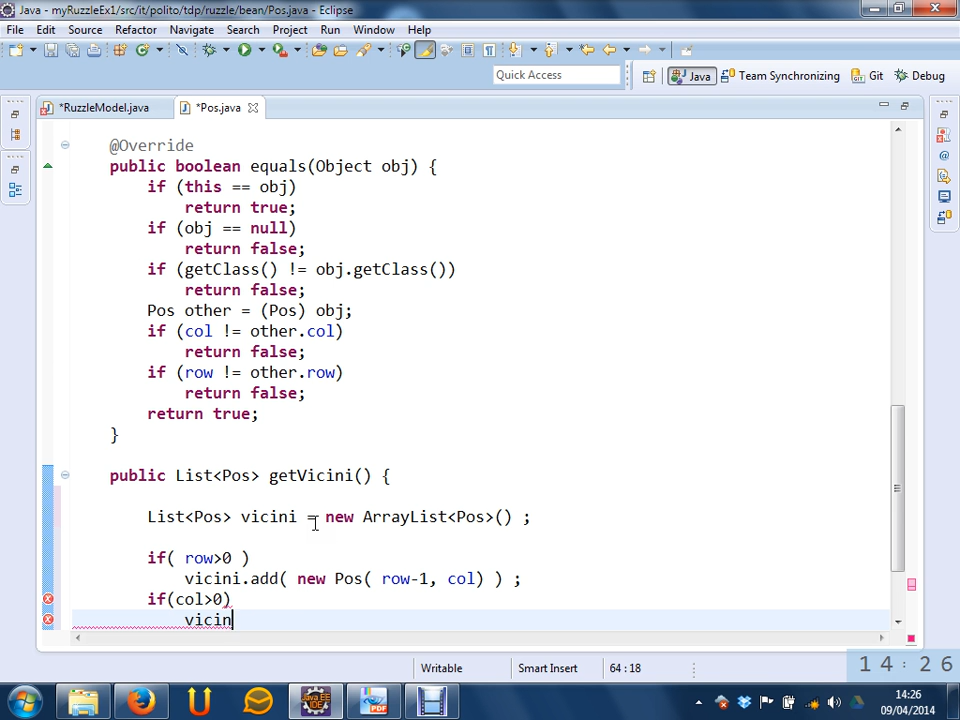 Java - myRuzzleEx1/src/it/polito/tdp/ruzzle/bean/Pos.java - Eclipse
File Edit Source Refactor Navigate Search Project Run Window Help
Quick Access
Java Team Synchronizing Git Debug
*RuzzleModel.java *Pos.java
@Override
public boolean equals(Object obj) {
if (this == obj)
return true;
if (obj == null)
return false;
if (getClass() != obj.getClass())
return false;
Pos other = (Pos) obj;
if (col != other.col)
return false;
if (row != other.row)
return false;
return true;
}
public List<Pos> getVicini() {
List<Pos> vicini = new ArrayList<Pos>() ;
if( row>0 )
vicini.add( new Pos( row-1, col) ) ;
if(col>0)
vicin
Writable Smart Insert 64 : 18
14:26
14:26
09/04/2014